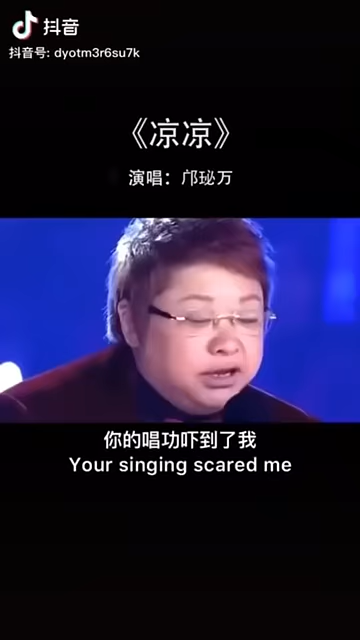 抖音
抖音号: dyotm3r6su7k
《凉凉》
演唱：邝珌万
你的唱功吓到了我
Your singing scared me